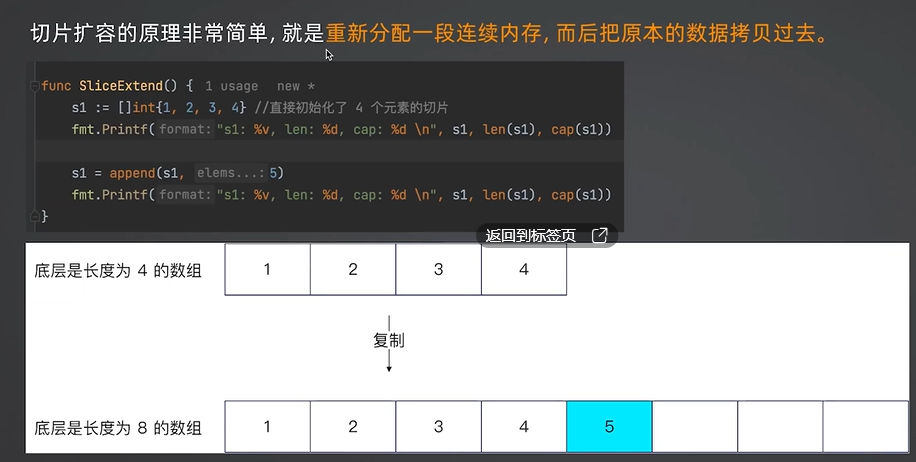 切片扩容的原理非常简单, 就是重新分配一段连续内存, 而后把原本的数据拷贝过去。
func SliceExtend() { 1 usage new *
s1 := []int{1, 2, 3, 4} //直接初始化了 4 个元素的切片
fmt.Printf( format: "s1: %v, len: %d, cap: %d \n", s1, len(s1), cap(s1))
s1 = append(s1, elems...: 5)
fmt.Printf( format: "s1: %v, len: %d, cap: %d \n", s1, len(s1), cap(s1))
}
返回到标签页
底层是长度为 4 的数组 1 2 3 4
复制
底层是长度为 8 的数组 1 2 3 4 5